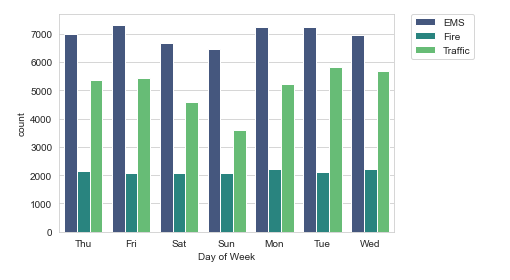 EMS
Fire
Traffic
7000
6000
5000
4000
3000
2000
1000
0
count
Thu Fri Sat Sun Mon Tue Wed
Day of Week